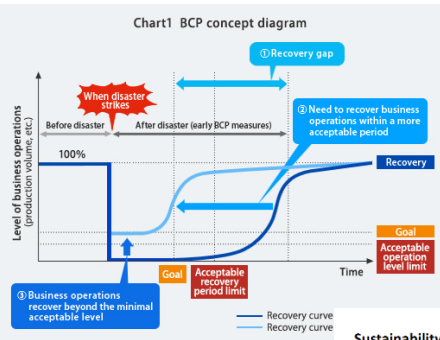 Chart1 BCP concept diagram
① Recovery gap
When disaster
strikes
② Need to recover business
operations within a more
acceptable period
Before disaster
After disaster (early BCP measures)
Level of business operations
(production volume, etc.)
100%
Recovery
Goal
Acceptable
operation
level limit
Goal
Acceptable
recovery
period limit
Time
③ Business operations
recover beyond the minimal
acceptable level
Recovery curve
Recovery curve
Sustainability